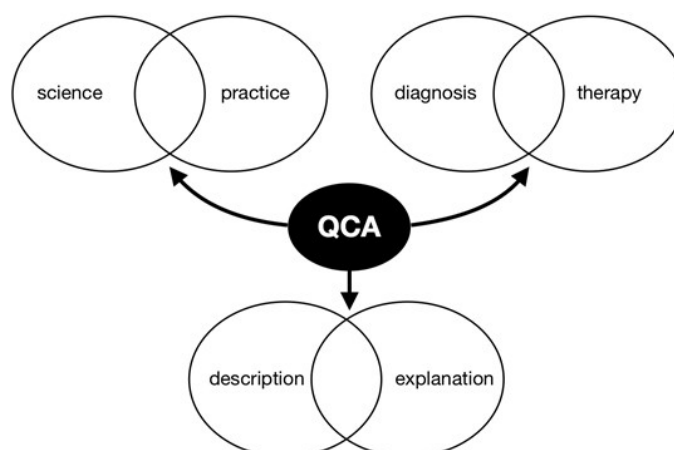 science
practice
diagnosis
therapy
QCA
description
explanation